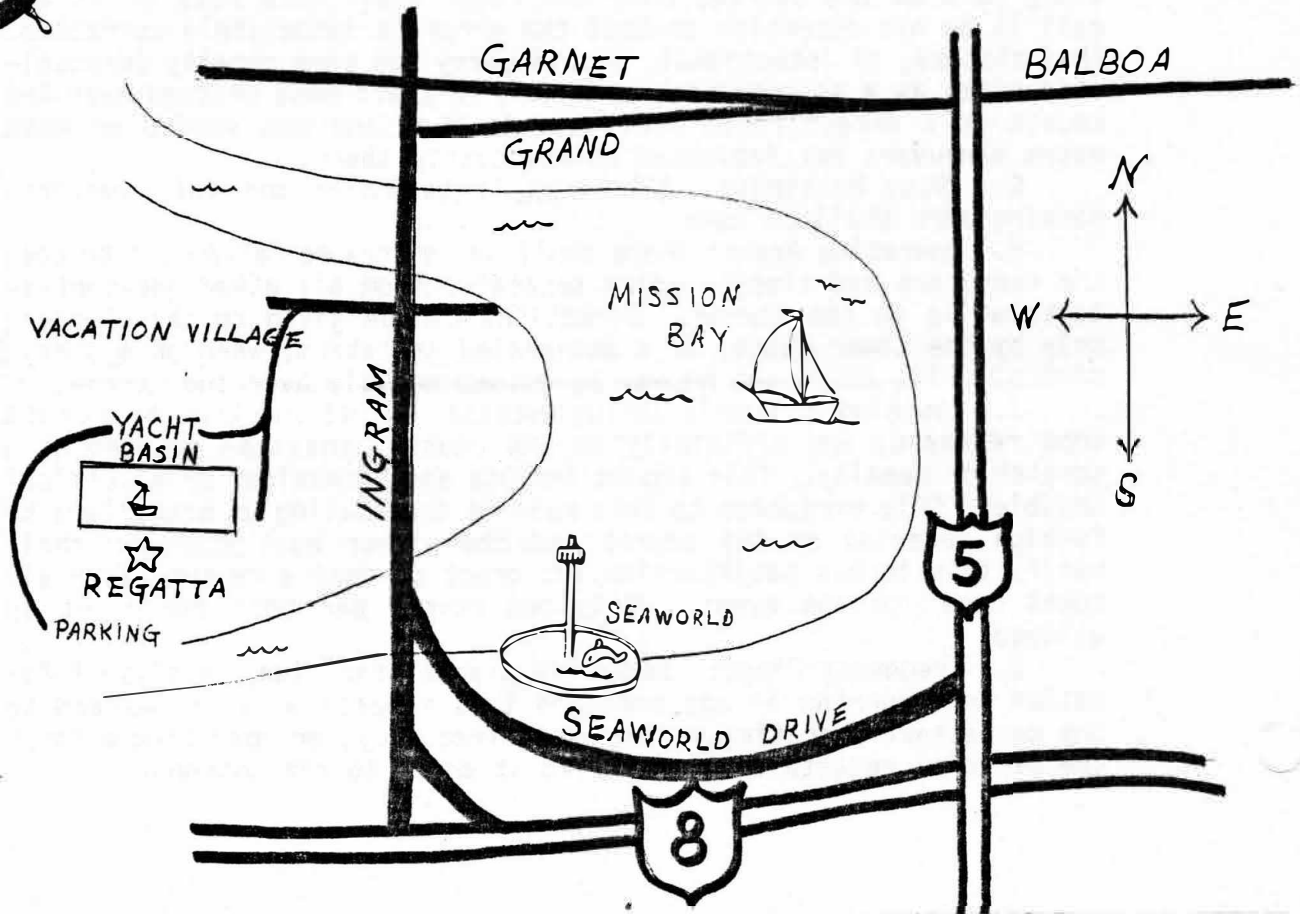 GARNET
BALBOA
GRAND
N
W
E
S
MISSION
BAY
VACATION VILLAGE
INGRAM
YACHT
BASIN
REGATTA
PARKING
5
SEAWORLD
SEAWORLD DRIVE
8